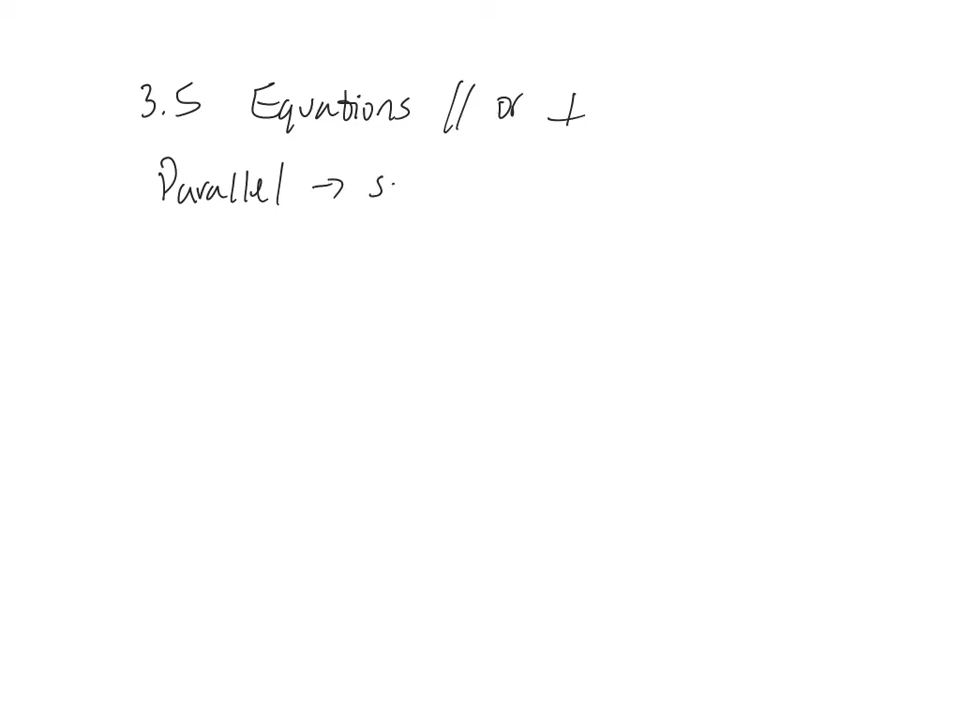 3.5 Equations // or ⊥
Parallel → s